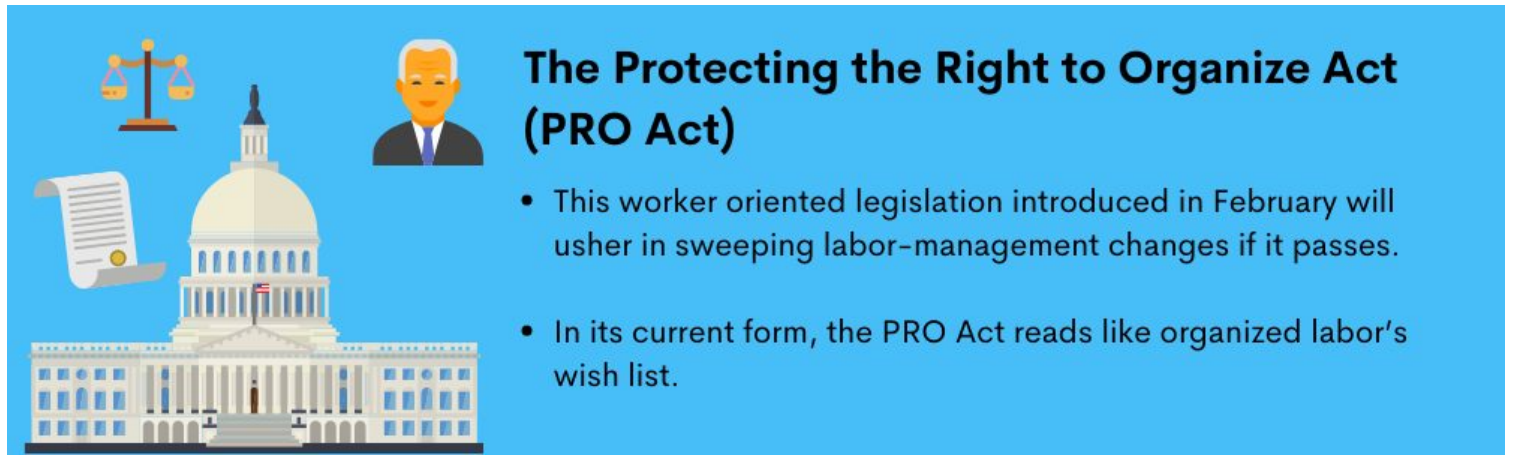 The Protecting the Right to Organize Act
(PRO Act)
• This worker oriented legislation introduced in February will
usher in sweeping labor-management changes if it passes.
• In its current form, the PRO Act reads like organized labor's
wish list.